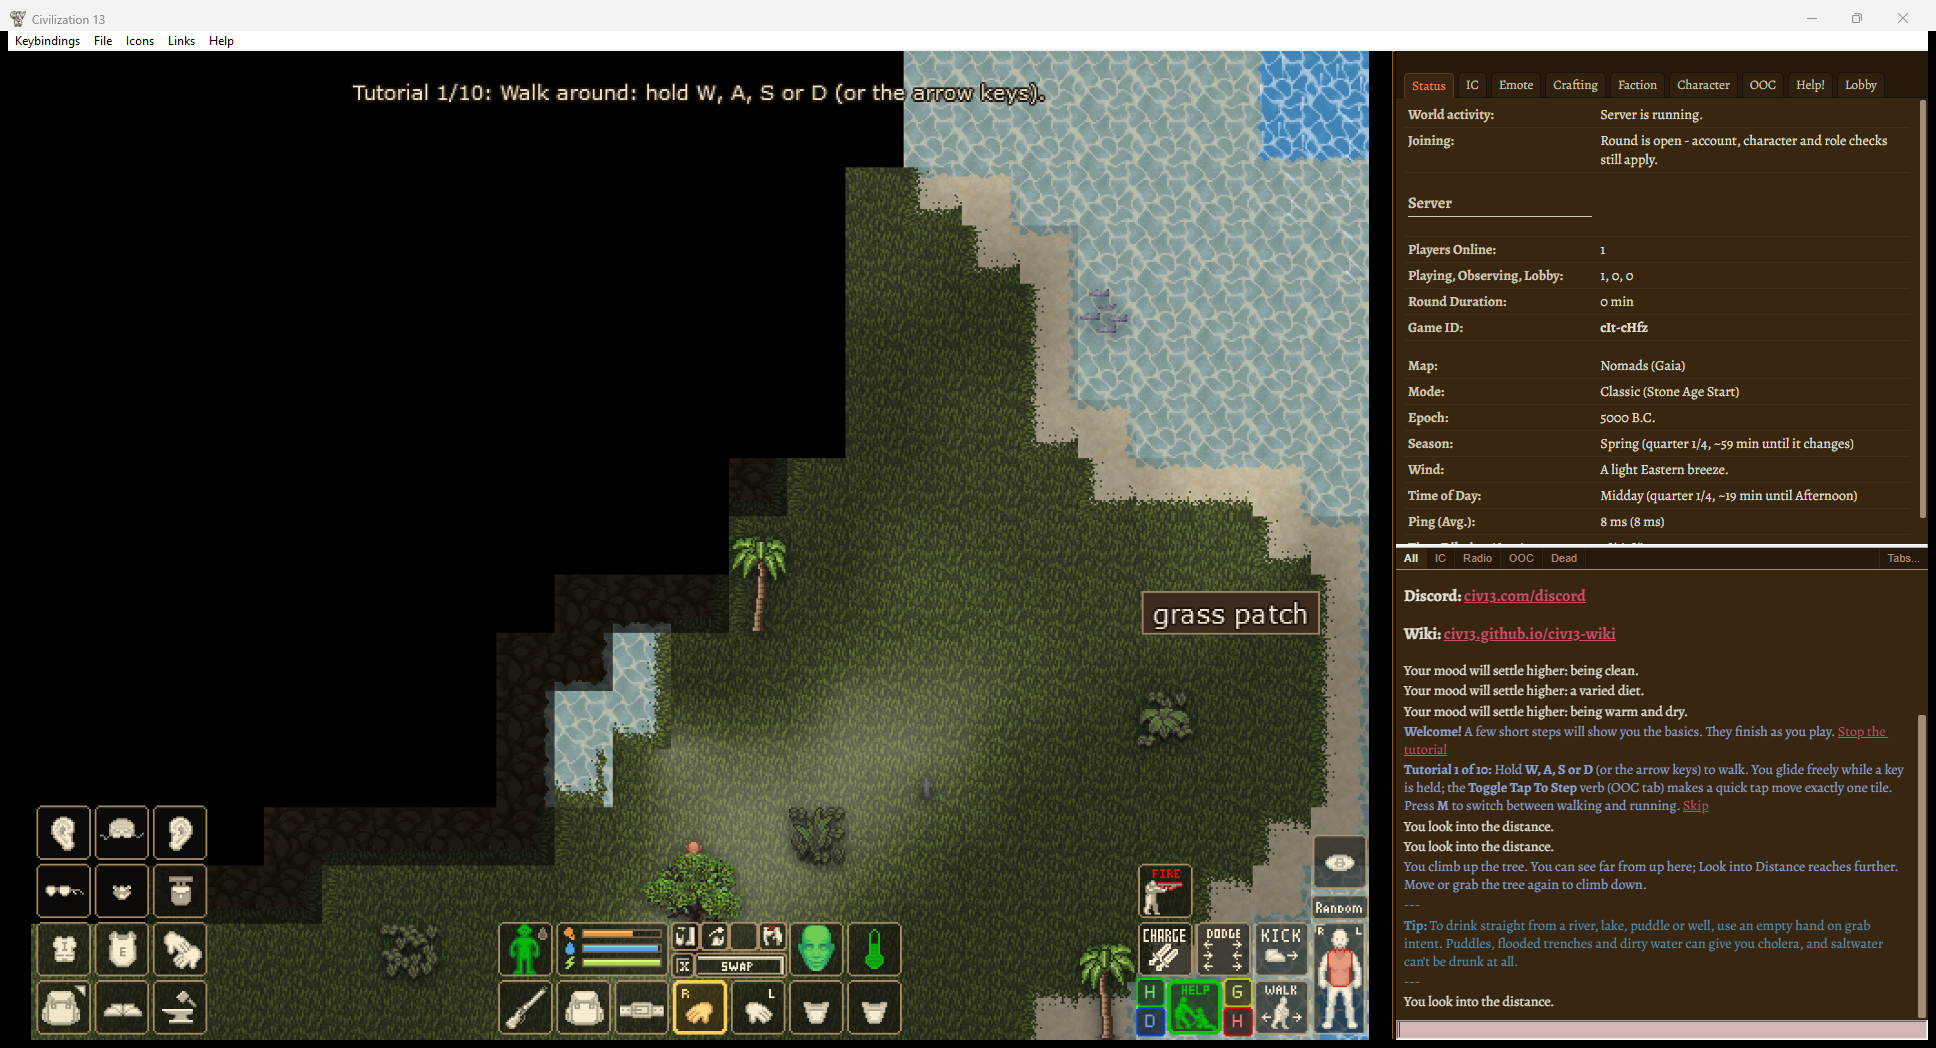 Civilization 13
Keybindings File Icons Links Help
Tutorial 1/10: Walk around: hold W, A, S or D (or the arrow keys).
grass patch
I
E
SWAP
R
L
FIRE
CHARGE
DODGE
KICK
B
Random
R L
H
HELP
G
WALK
D
H
Status IC Emote Crafting Faction Character OOC Help! Lobby
World activity: Server is running.
Joining: Round is open - account, character and role checks
still apply.
Server
Players Online: 1
Playing, Observing, Lobby: 1, 0, 0
Round Duration: 0 min
Game ID: cIt-cHfz
Map: Nomads (Gaia)
Mode: Classic (Stone Age Start)
Epoch: 5000 B.C.
Season: Spring (quarter 1/4, ~59 min until it changes)
Wind: A light Eastern breeze.
Time of Day: Midday (quarter 1/4, ~19 min until Afternoon)
Ping (Avg.): 8 ms (8 ms)
All IC Radio OOC Dead Tabs...
Discord: civ13.com/discord
Wiki: civ13.github.io/civ13-wiki
Your mood will settle higher: being clean.
Your mood will settle higher: a varied diet.
Your mood will settle higher: being warm and dry.
Welcome! A few short steps will show you the basics. They finish as you play. Stop the
tutorial
Tutorial 1 of 10: Hold W, A, S or D (or the arrow keys) to walk. You glide freely while a key
is held; the Toggle Tap To Step verb (OOC tab) makes a quick tap move exactly one tile.
Press M to switch between walking and running. Skip
You look into the distance.
You look into the distance.
You climb up the tree. You can see far from up here; Look into Distance reaches further.
Move or grab the tree again to climb down.
---
Tip: To drink straight from a river, lake, puddle or well, use an empty hand on grab
intent. Puddles, flooded trenches and dirty water can give you cholera, and saltwater
can't be drunk at all.
---
You look into the distance.